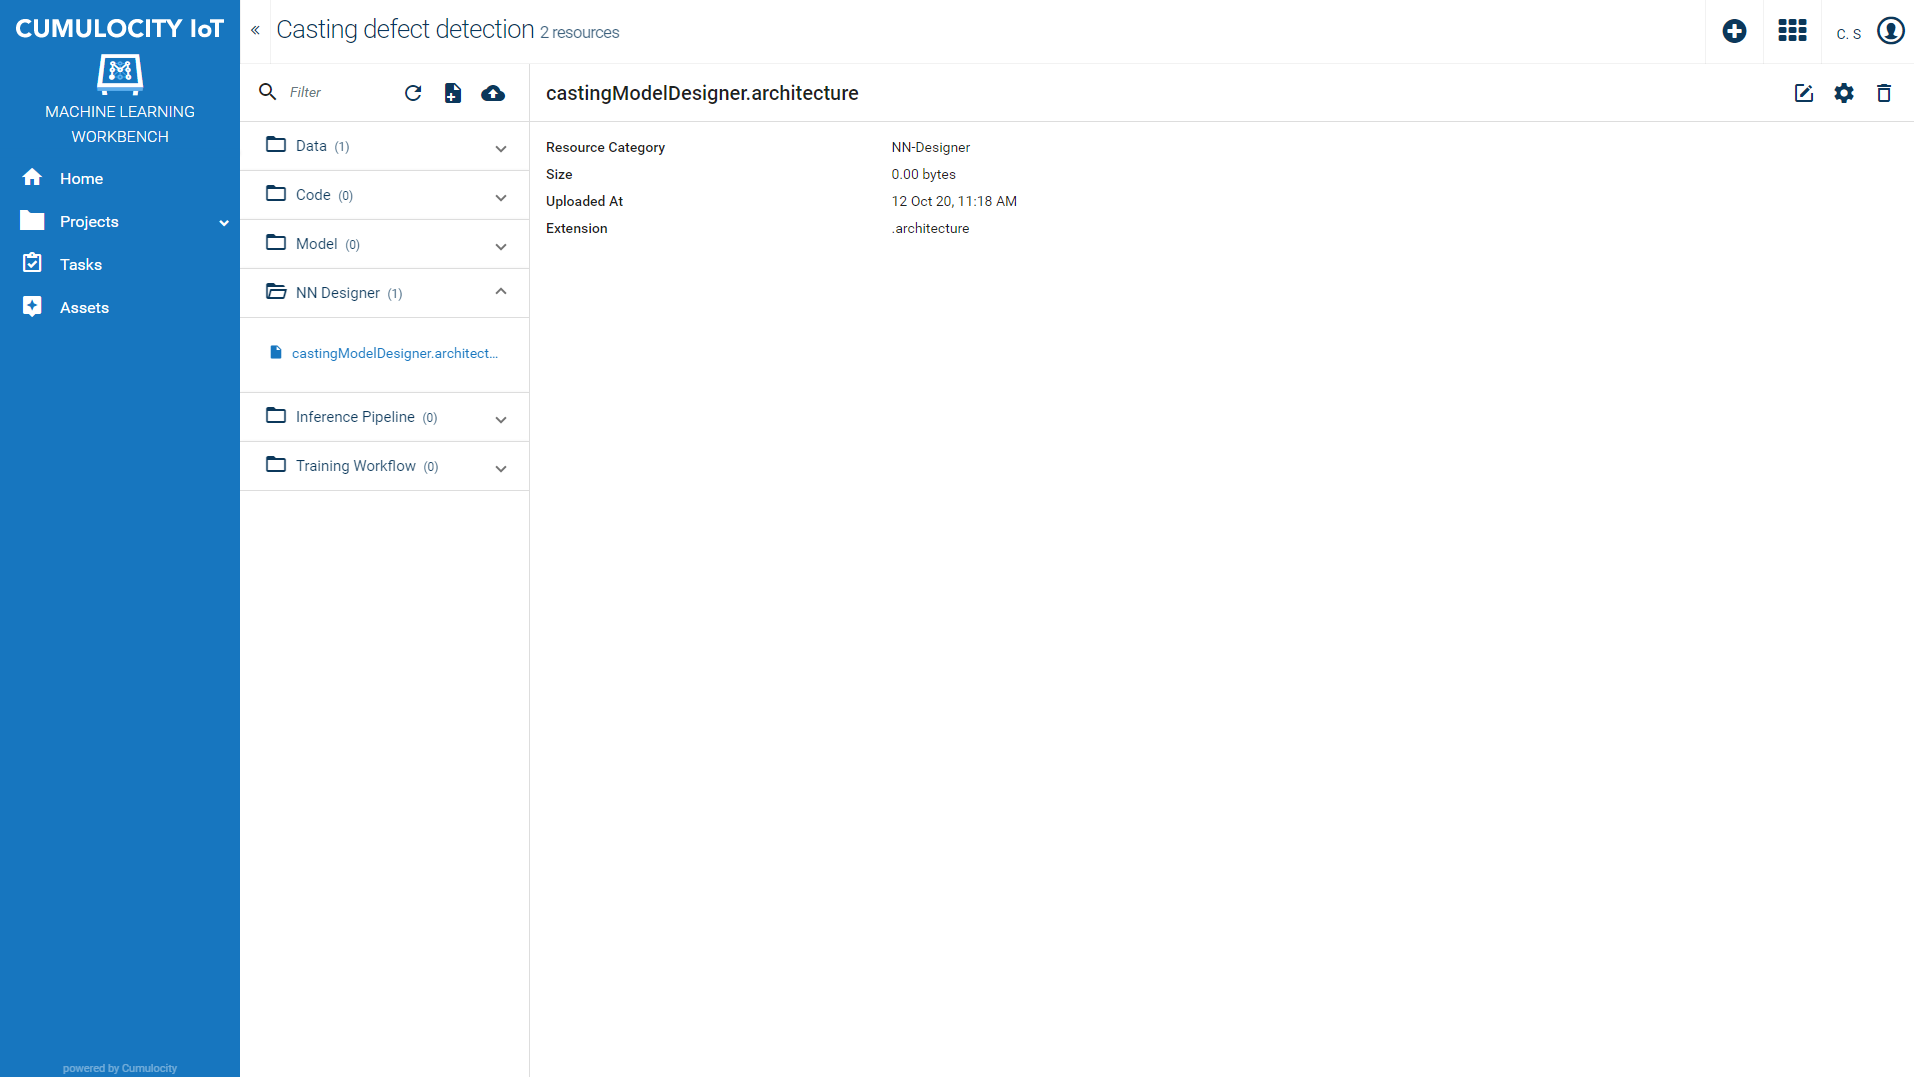 CUMULOCITY IoT
MACHINE LEARNING
WORKBENCH
Home
Projects
Tasks
Assets
powered by Cumulocity
« Casting defect detection 2 resources
C. S
Filter
Data (1)
Code (0)
Model (0)
NN Designer (1)
castingModelDesigner.architect...
Inference Pipeline (0)
Training Workflow (0)
castingModelDesigner.architecture
Resource Category NN-Designer
Size 0.00 bytes
Uploaded At 12 Oct 20, 11:18 AM
Extension .architecture